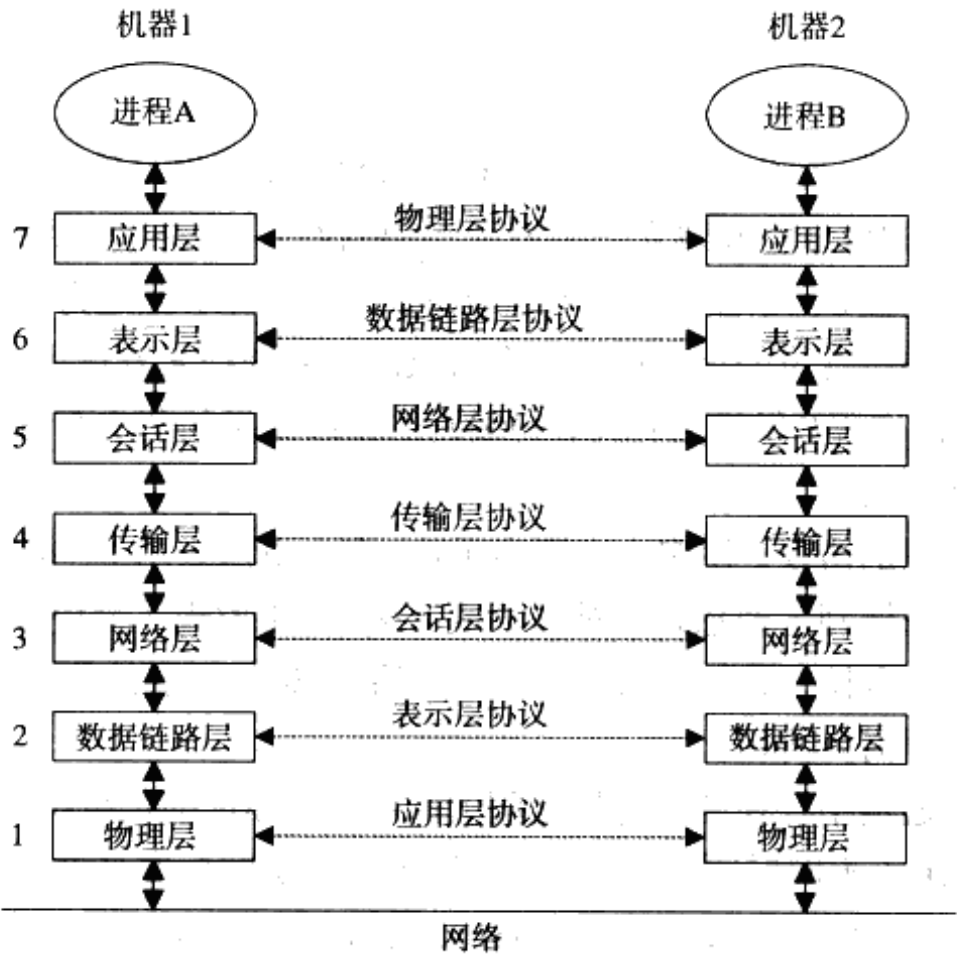 机器1 机器2
进程A 进程B
7 应用层 物理层协议 应用层
6 表示层 数据链路层协议 表示层
5 会话层 网络层协议 会话层
4 传输层 传输层协议 传输层
3 网络层 会话层协议 网络层
2 数据链路层 表示层协议 数据链路层
1 物理层 应用层协议 物理层
网络